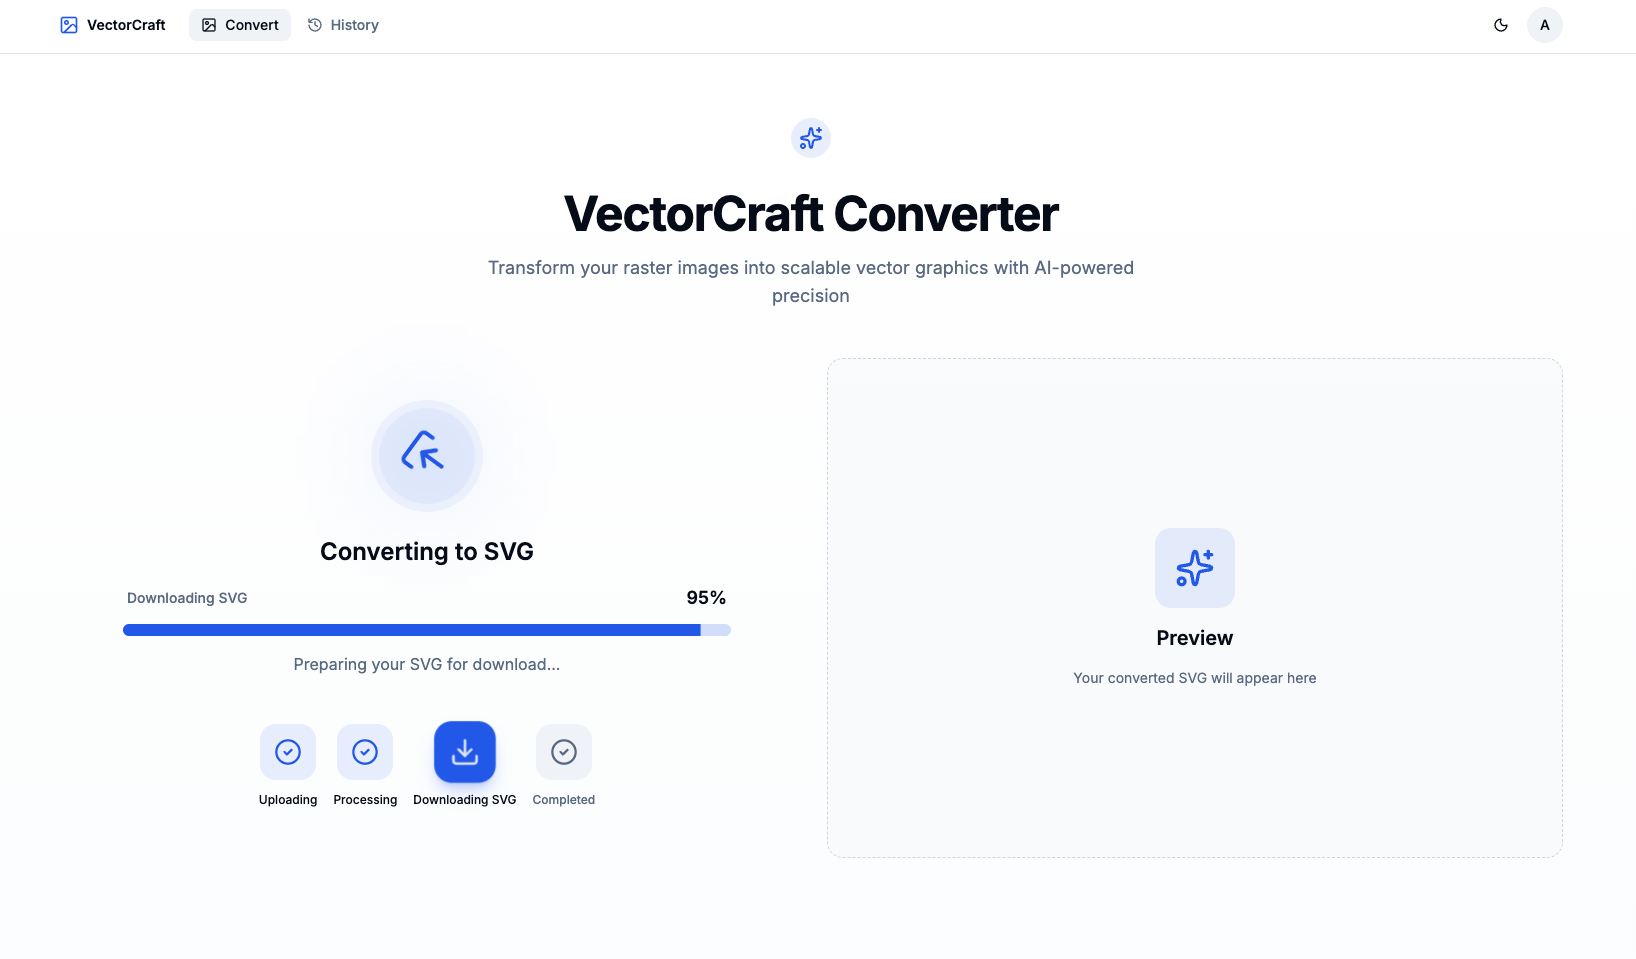 VectorCraft
Convert
History
A
VectorCraft Converter
Transform your raster images into scalable vector graphics with AI-powered
precision
Converting to SVG
Downloading SVG
95%
Preparing your SVG for download...
Uploading
Processing
Downloading SVG
Completed
Preview
Your converted SVG will appear here